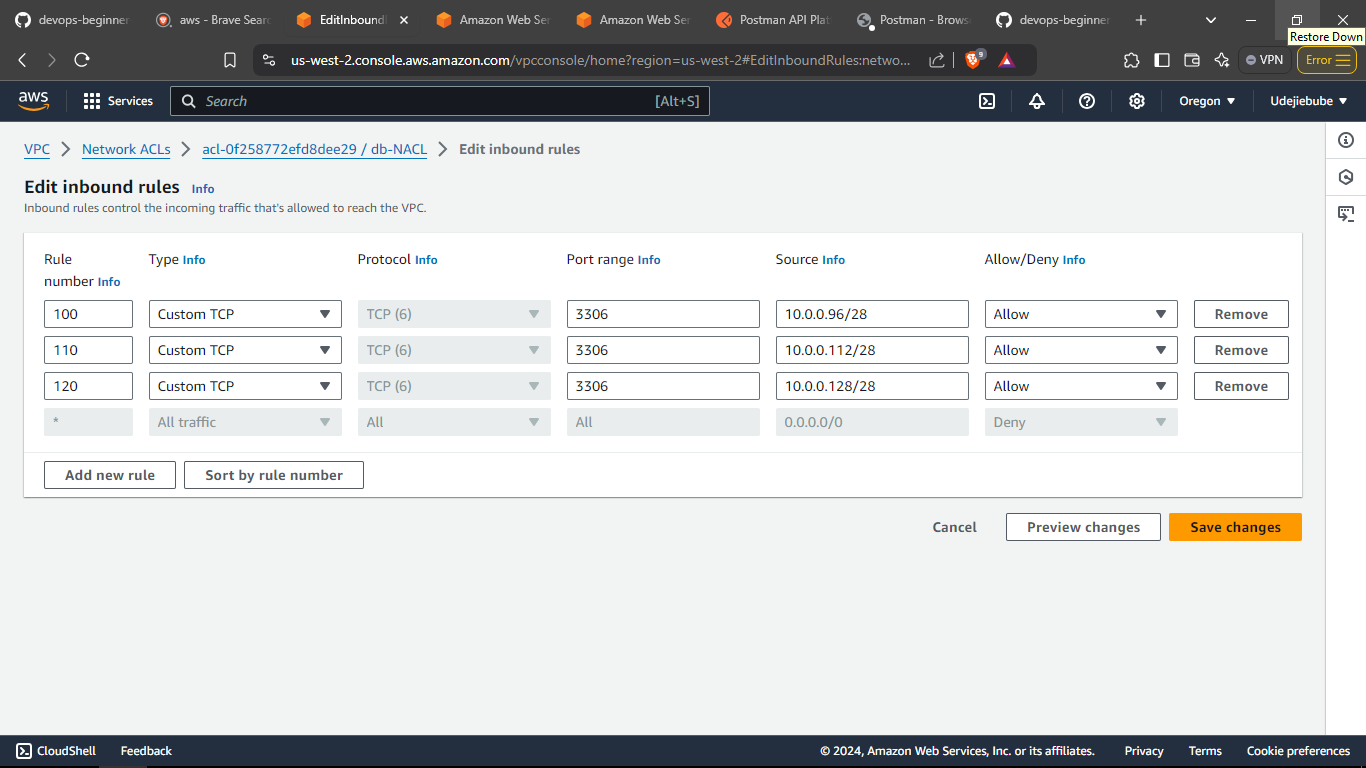 devops-beginner
aws - Brave Sear
EditInbound
Amazon Web Ser
Amazon Web Ser
Postman API Plat
Postman - Brows
devops-beginner
Restore Down
us-west-2.console.aws.amazon.com/vpcconsole/home?region=us-west-2#EditInboundRules:netwo...
9
VPN
Error
aws
Services
Search
[Alt+S]
Oregon
Udejiebube
VPC
Network ACLs
acl-0f258772efd8dee29 / db-NACL
Edit inbound rules
Edit inbound rules Info
Inbound rules control the incoming traffic that's allowed to reach the VPC.
Rule number Info
Type Info
Protocol Info
Port range Info
Source Info
Allow/Deny Info
100 Custom TCP TCP (6) 3306 10.0.0.96/28 Allow Remove
110 Custom TCP TCP (6) 3306 10.0.0.112/28 Allow Remove
120 Custom TCP TCP (6) 3306 10.0.0.128/28 Allow Remove
* All traffic All All 0.0.0.0/0 Deny
Add new rule
Sort by rule number
Cancel
Preview changes
Save changes
CloudShell
Feedback
© 2024, Amazon Web Services, Inc. or its affiliates.
Privacy
Terms
Cookie preferences